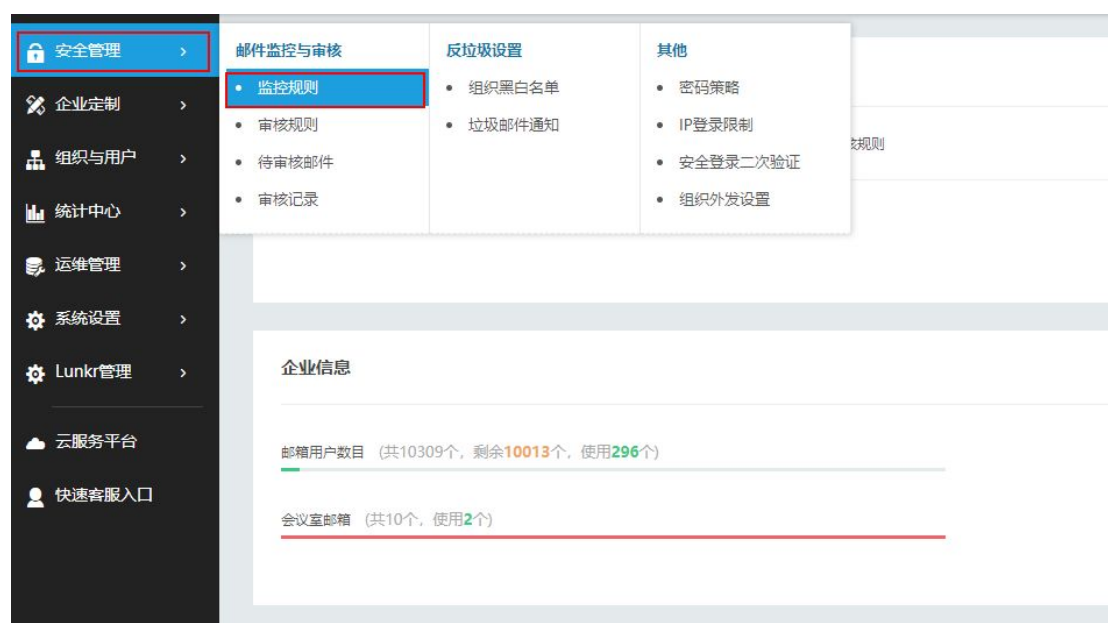 安全管理
企业定制
组织与用户
统计中心
运维管理
系统设置
Lunkr管理
云服务平台
快速客服入口
邮件监控与审核
监控规则
审核规则
待审核邮件
审核记录
反垃圾设置
组织黑白名单
垃圾邮件通知
其他
密码策略
IP登录限制
安全登录二次验证
组织外发设置
规则
企业信息
邮箱用户数目 (共10309个, 剩余10013个, 使用296个)
会议室邮箱 (共10个, 使用2个)